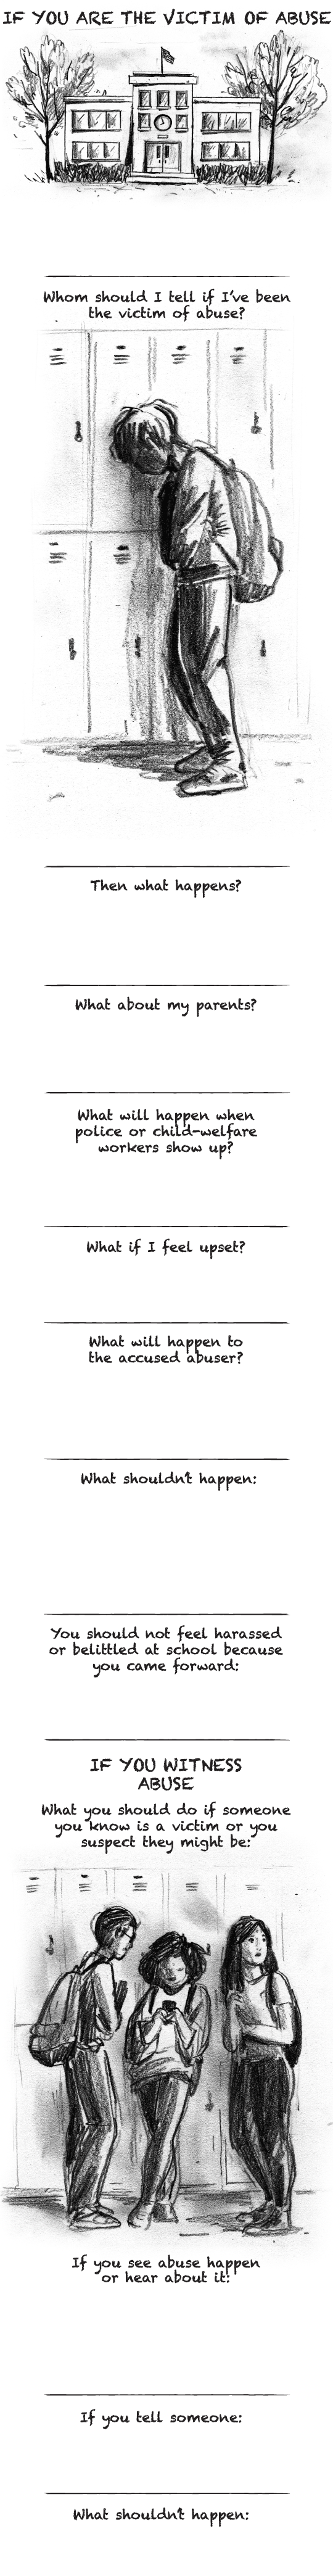 IF YOU ARE THE VICTIM OF ABUSE
Whom should I tell if I've been
the victim of abuse?
Then what happens?
What about my parents?
What will happen when
police or child-welfare
workers show up?
What if I feel upset?
What will happen to
the accused abuser?
What shouldn't happen:
You should not feel harassed
or belittled at school because
you came forward:
IF YOU WITNESS
ABUSE
What you should do if someone
you know is a victim or you
suspect they might be:
If you see abuse happen
or hear about it:
If you tell someone:
What shouldn't happen: